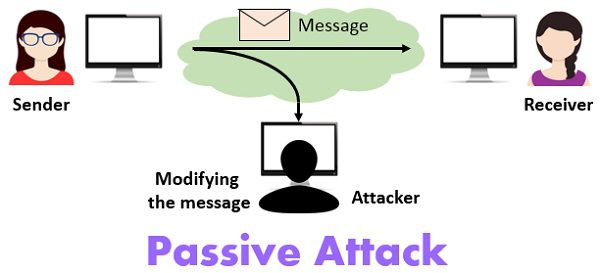 Message
Sender
Receiver
Modifying
the message
Attacker
Passive Attack